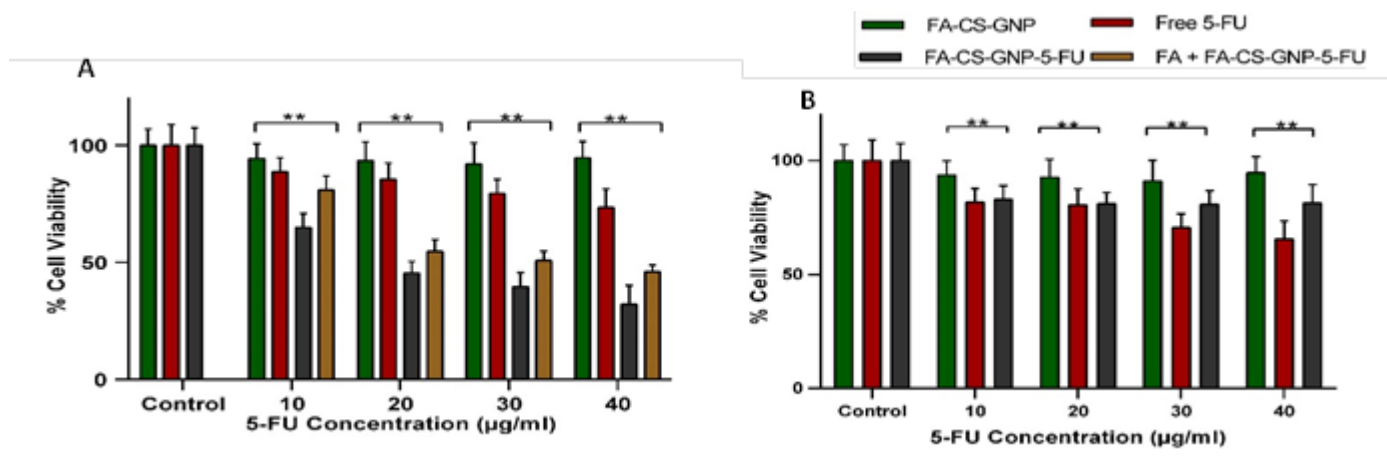 FA-CS-GNP Free 5-FU
FA-CS-GNP-5-FU FA + FA-CS-GNP-5-FU
A
** ** ** **
% Cell Viability
100
50
0
Control 10 20 30 40
5-FU Concentration (µg/ml)
B
** ** ** **
% Cell Viability
100
50
0
Control 10 20 30 40
5-FU Concentration (µg/ml)